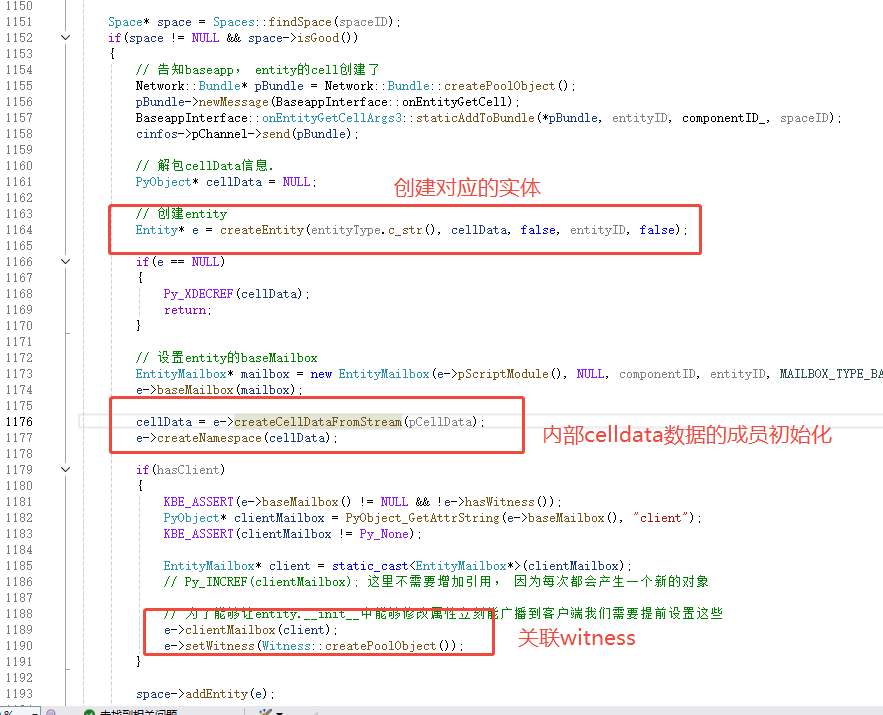 1150
1151 Space* space = Spaces::findSpace(spaceID);
1152 if(space != NULL && space->isGood())
1153 {
1154 // 告知baseapp, entity的cell创建了
1155 Network::Bundle* pBundle = Network::Bundle::createPoolObject();
1156 pBundle->newMessage(BaseappInterface::onEntityGetCell);
1157 BaseappInterface::onEntityGetCellArgs3::staticAddToBundle(*pBundle, entityID, componentID_, spaceID);
1158 cinfos->pChannel->send(pBundle);
1159
1160 // 解包cellData信息.
1161 PyObject* cellData = NULL;
创建对应的实体
1162
1163 // 创建entity
1164 Entity* e = createEntity(entityType.c_str(), cellData, false, entityID, false);
1165
1166 if(e == NULL)
1167 {
1168 Py_XDECREF(cellData);
1169 return;
1170 }
1171
1172 // 设置entity的baseMailbox
1173 EntityMailbox* mailbox = new EntityMailbox(e->pScriptModule(), NULL, componentID, entityID, MAILBOX_TYPE_BA
1174 e->baseMailbox(mailbox);
1175
1176 cellData = e->createCellDataFromStream(pCellData);
1177 e->createNamespace(cellData);
内部celldata数据的成员初始化
1178
1179 if(hasClient)
1180 {
1181 KBE_ASSERT(e->baseMailbox() != NULL && !e->hasWitness());
1182 PyObject* clientMailbox = PyObject_GetAttrString(e->baseMailbox(), "client");
1183 KBE_ASSERT(clientMailbox != Py_None);
1184
1185 EntityMailbox* client = static_cast<EntityMailbox*>(clientMailbox);
1186 // Py_INCREF(clientMailbox); 这里不需要增加引用, 因为每次都会产生一个新的对象
1187
1188 // 为了能够让entity.__init__中能够修改属性立刻能广播到客户端我们需要提前设置这些
1189 e->clientMailbox(client);
1190 e->setWitness(Witness::createPoolObject());
关联witness
1191 }
1192
1193 space->addEntity(e);
%
未找到相关问题